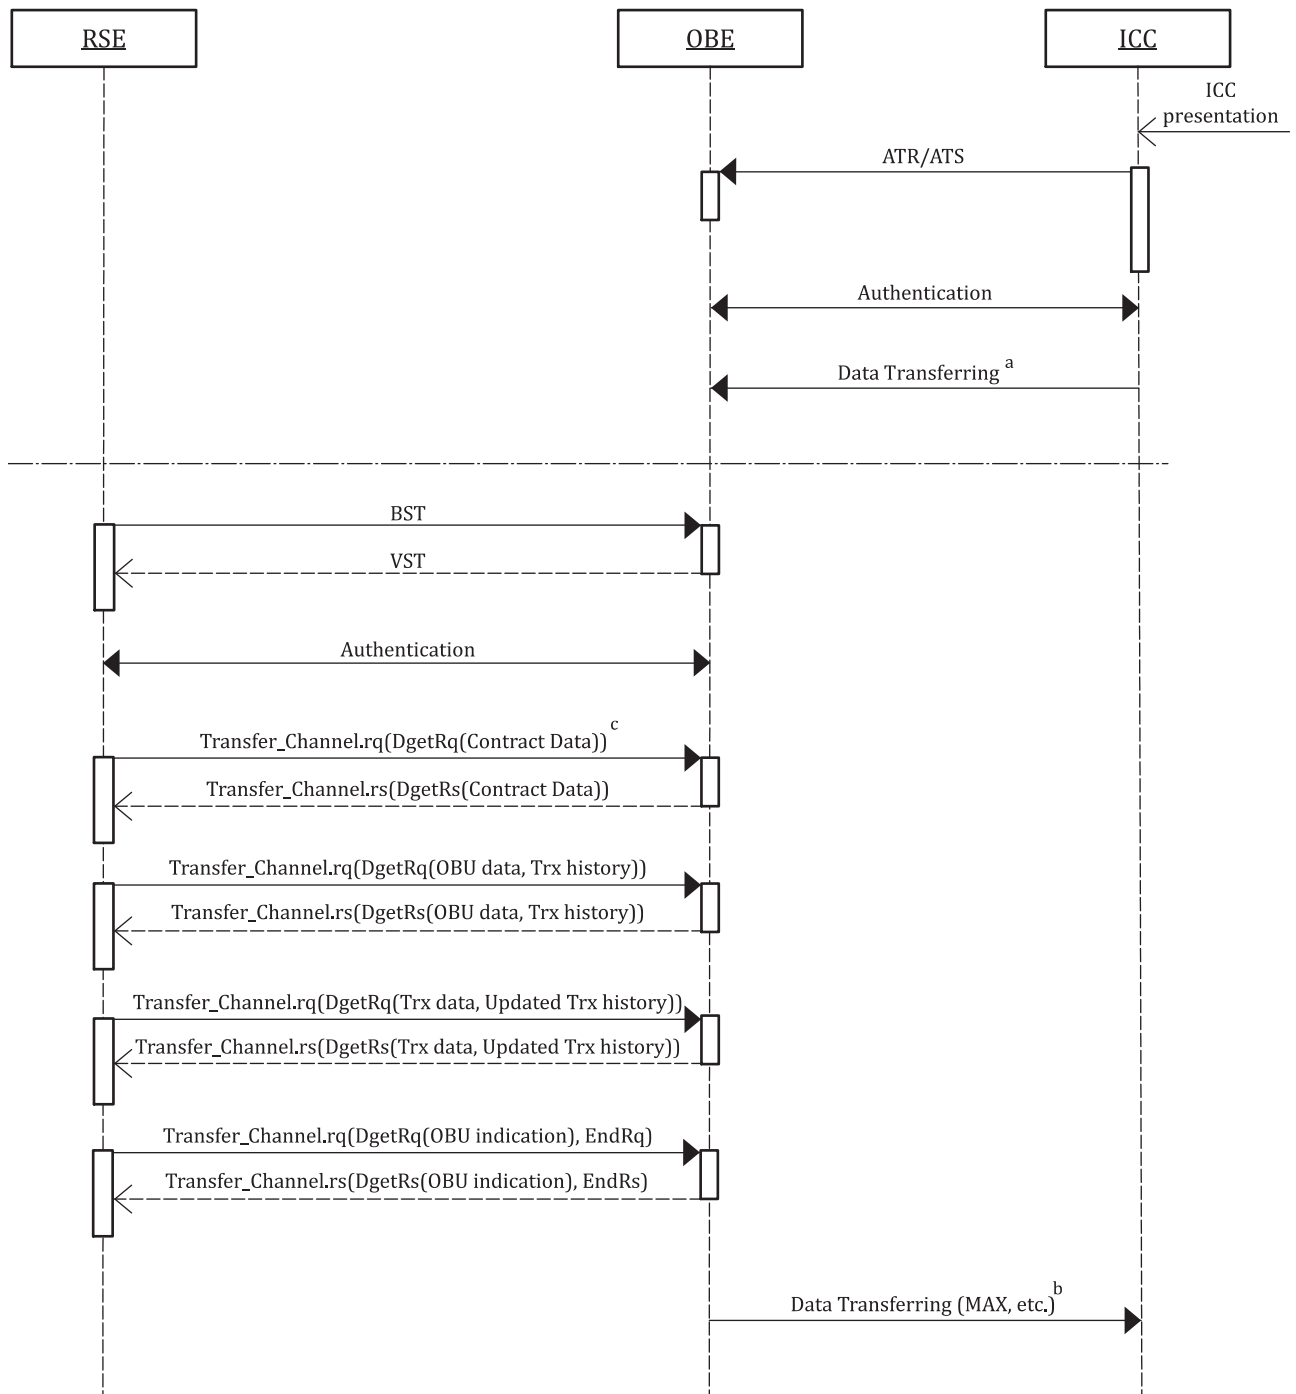 RSE
OBE
ICC
ICC
presentation
ATR/ATS
Authentication
Data Transferring a
BST
VST
Authentication
Transfer_Channel.rq(DgetRq(Contract Data)) c
Transfer_Channel.rs(DgetRs(Contract Data))
Transfer_Channel.rq(DgetRq(OBU data, Trx history))
Transfer_Channel.rs(DgetRs(OBU data, Trx history))
Transfer_Channel.rq(DgetRq(Trx data, Updated Trx history))
Transfer_Channel.rs(DgetRs(Trx data, Updated Trx history))
Transfer_Channel.rq(DgetRq(OBU indication), EndRq)
Transfer_Channel.rs(DgetRs(OBU indication), EndRs)
Data Transferring (MAX, etc.) b